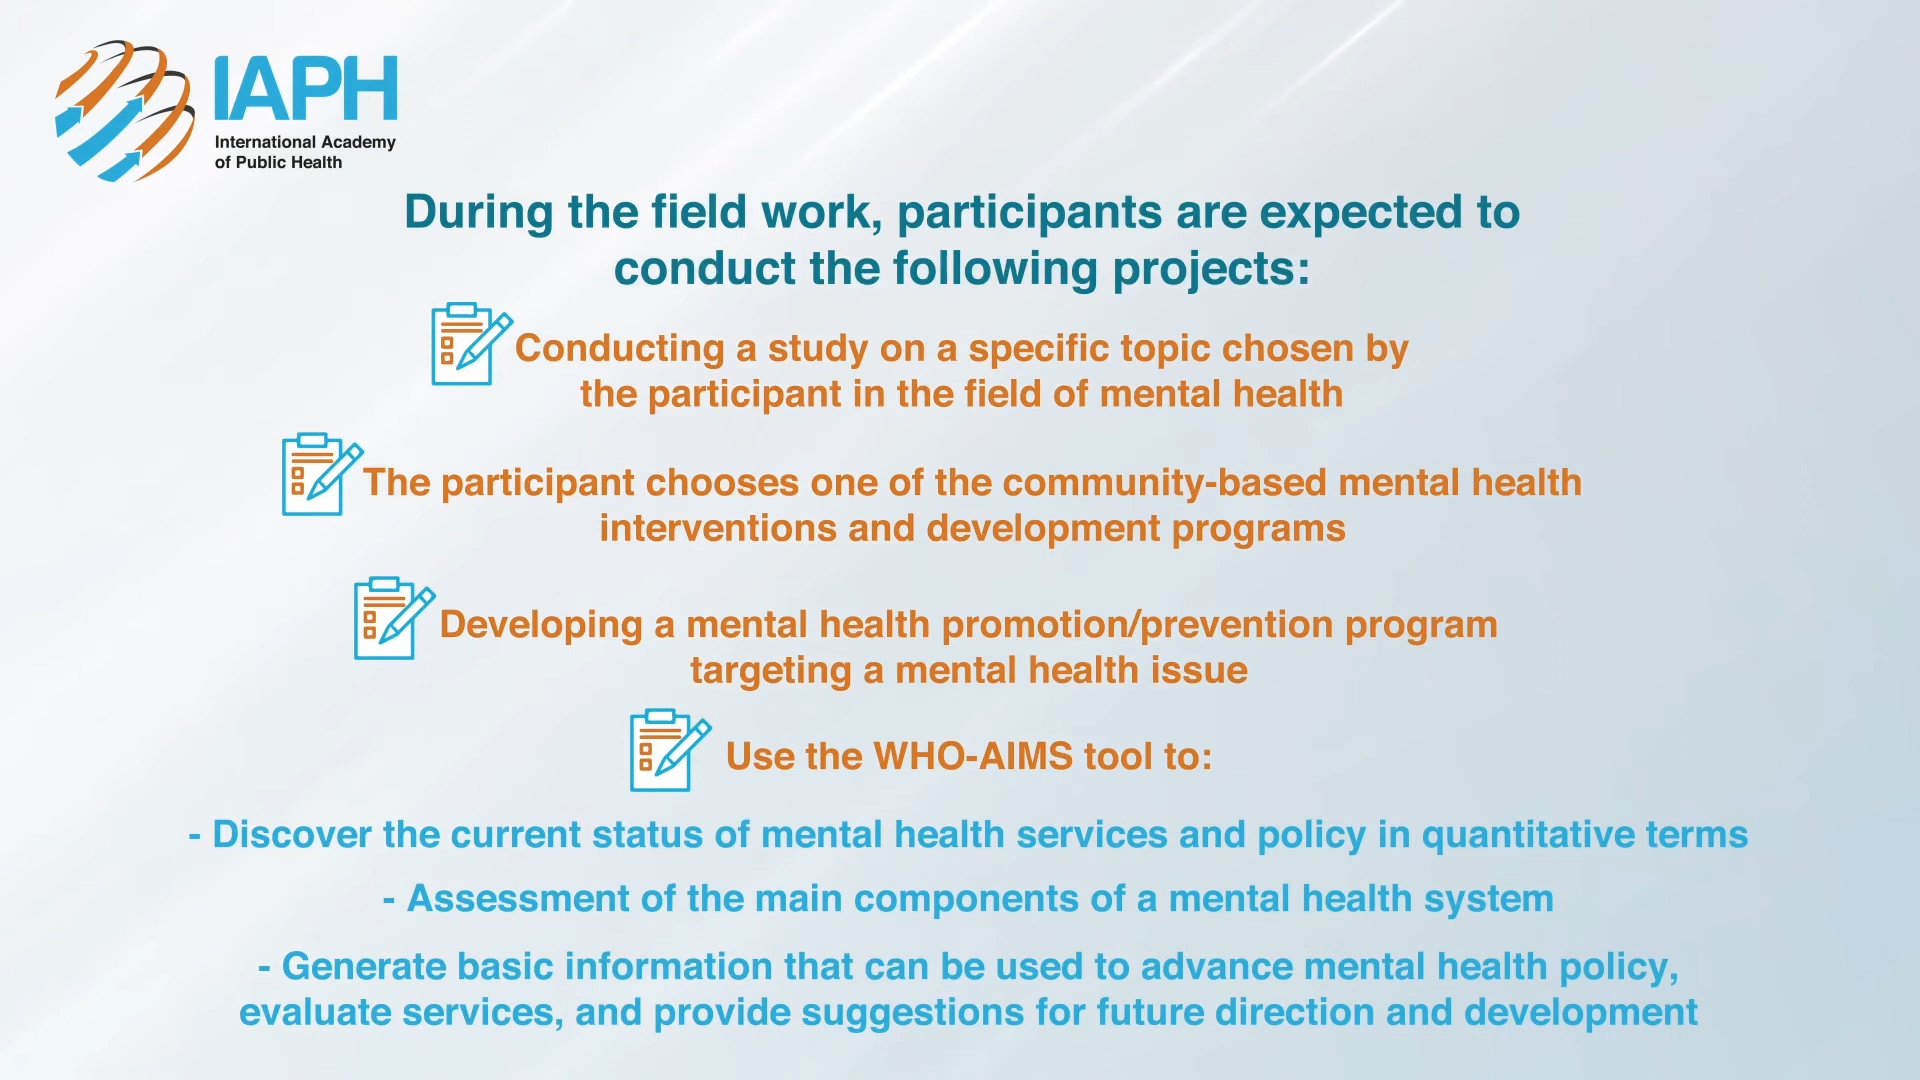 IAPH
International Academy
of Public Health
During the field work, participants are expected to
conduct the following projects:
Conducting a study on a specific topic chosen by
the participant in the field of mental health
The participant chooses one of the community-based mental health
interventions and development programs
Developing a mental health promotion/prevention program
targeting a mental health issue
Use the WHO-AIMS tool to:
- Discover the current status of mental health services and policy in quantitative terms
- Assessment of the main components of a mental health system
- Generate basic information that can be used to advance mental health policy,
evaluate services, and provide suggestions for future direction and development